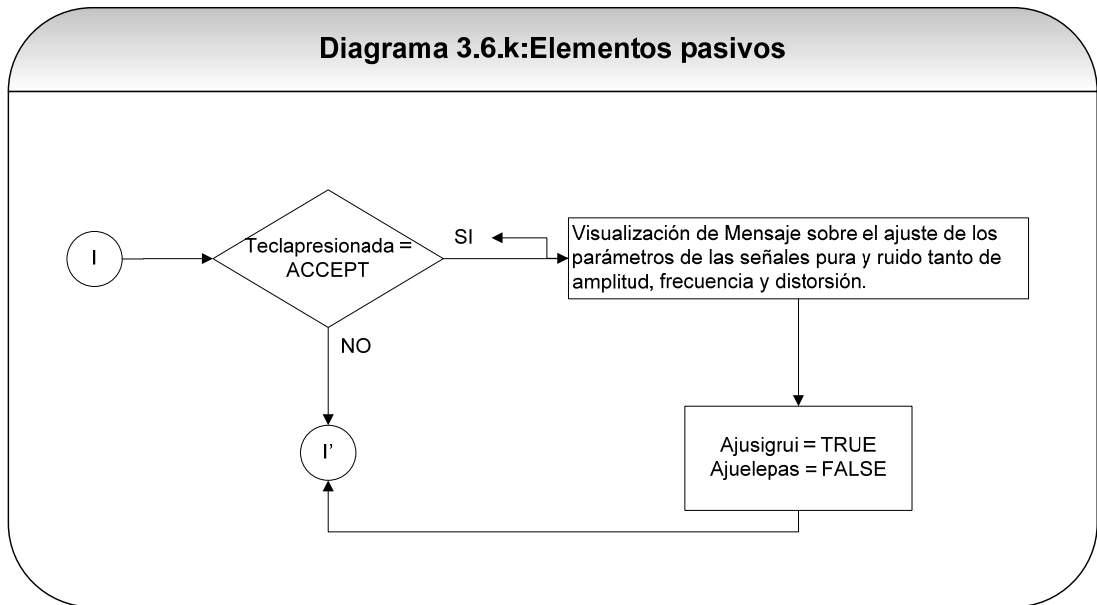 Diagrama 3.6.k:Elementos pasivos
I
Teclapresionada =
ACCEPT
SI
Visualización de Mensaje sobre el ajuste de los
parámetros de las señales pura y ruido tanto de
amplitud, frecuencia y distorsión.
NO
I'
Ajusigrui = TRUE
Ajuelepas = FALSE